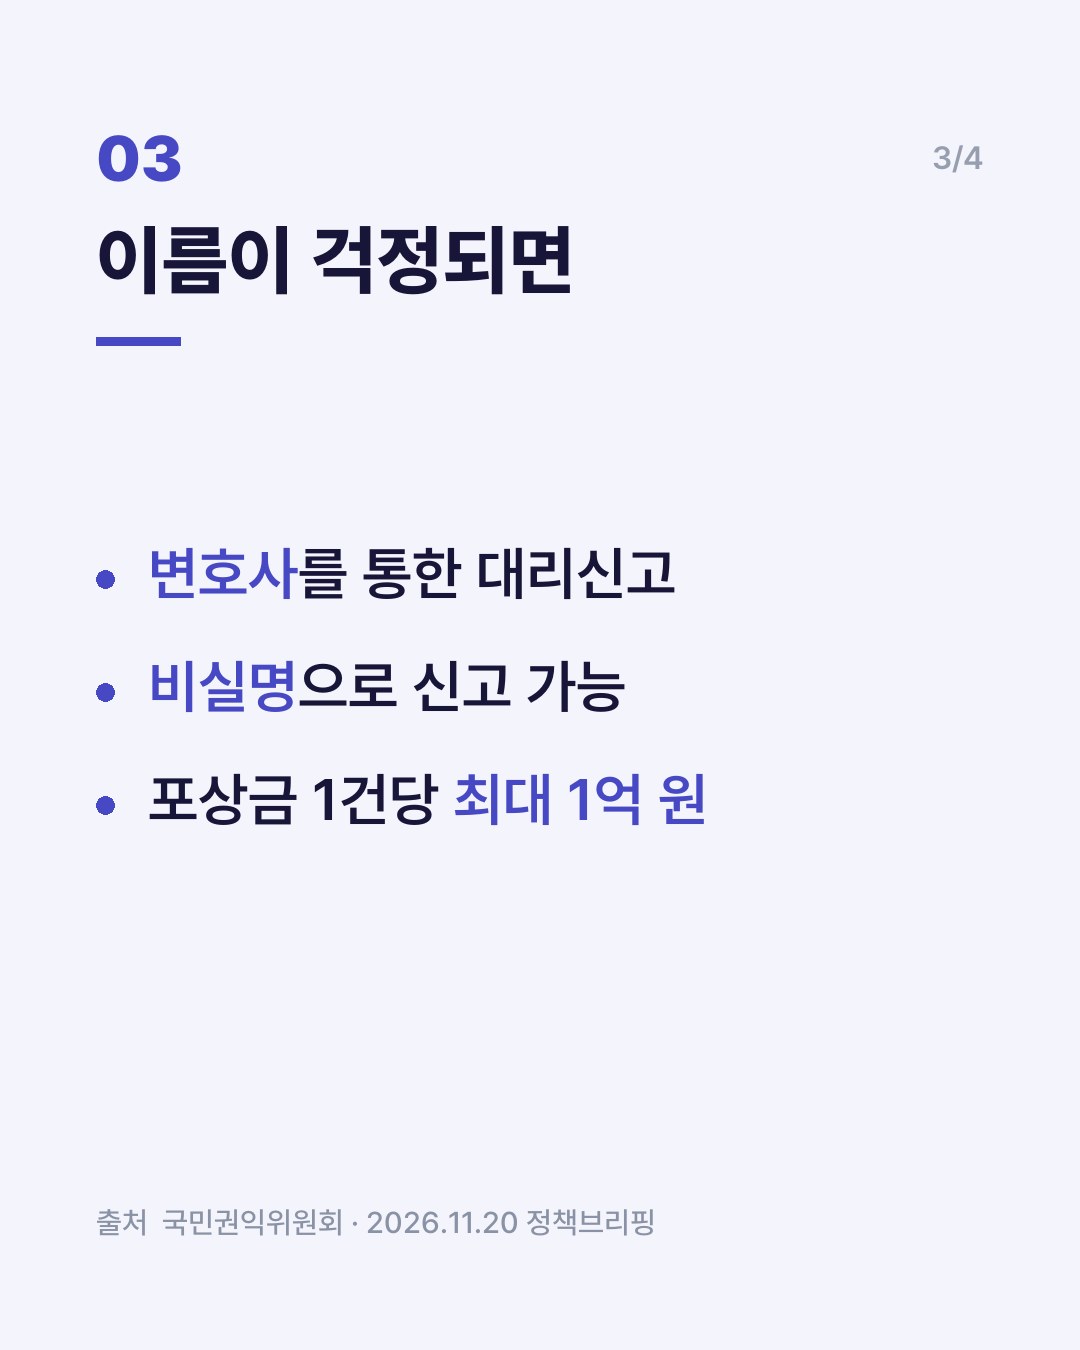 03
3/4
이름이 걱정되면
• 변호사를 통한 대리신고
• 비실명으로 신고 가능
• 포상금 1건당 최대 1억 원
출처 국민권익위원회 · 2026.11.20 정책브리핑